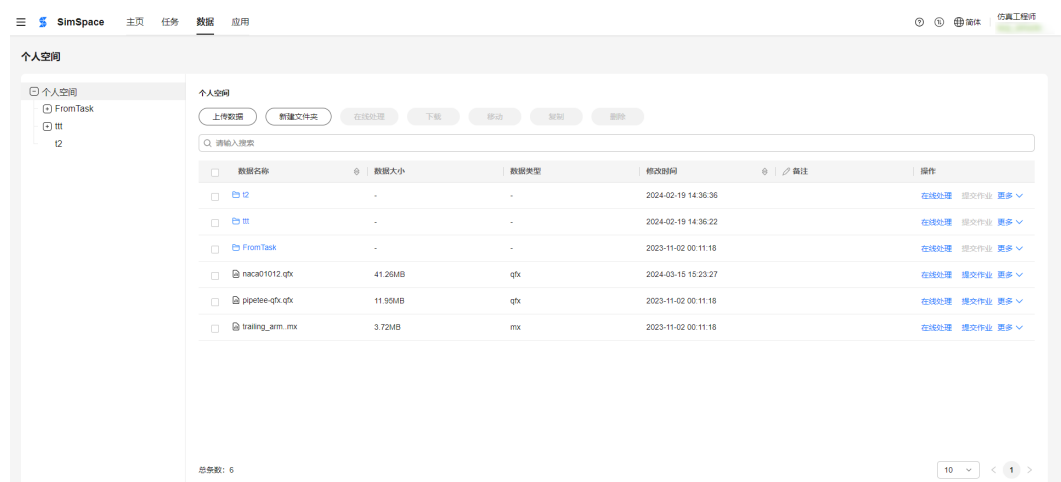 SimSpace 主页 任务 数据 应用 简体 仿真工程师
个人空间
个人空间
FromTask
ttt
t2
个人空间
上传数据 新建文件夹 在线处理 下载 移动 复制 删除
请输入搜索
数据名称 数据大小 数据类型 修改时间 备注 操作
t2 - - 2024-02-19 14:36:36 在线处理 提交作业 更多
ttt - - 2024-02-19 14:36:22 在线处理 提交作业 更多
FromTask - - 2023-11-02 00:11:18 在线处理 提交作业 更多
naca01012.qfx 41.26MB qfx 2024-03-15 15:23:27 在线处理 提交作业 更多
pipetee-qfx.qfx 11.95MB qfx 2023-11-02 00:11:18 在线处理 提交作业 更多
trailing_arm..mx 3.72MB mx 2023-11-02 00:11:18 在线处理 提交作业 更多
总条数: 6 10 < 1 >